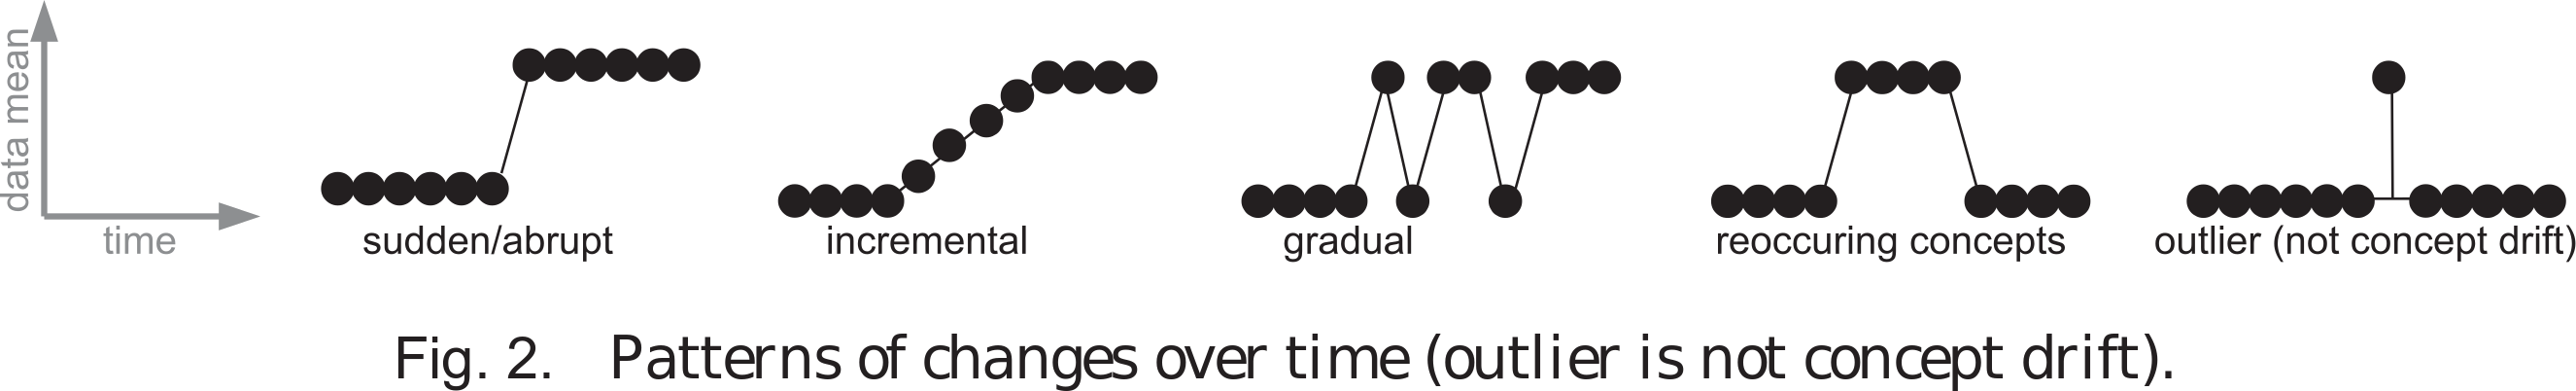 data mean
time
sudden/abrupt
incremental
gradual
reoccuring concepts
outlier (not concept drift)
Fig. 2. Patterns of changes over time (outlier is not concept drift).